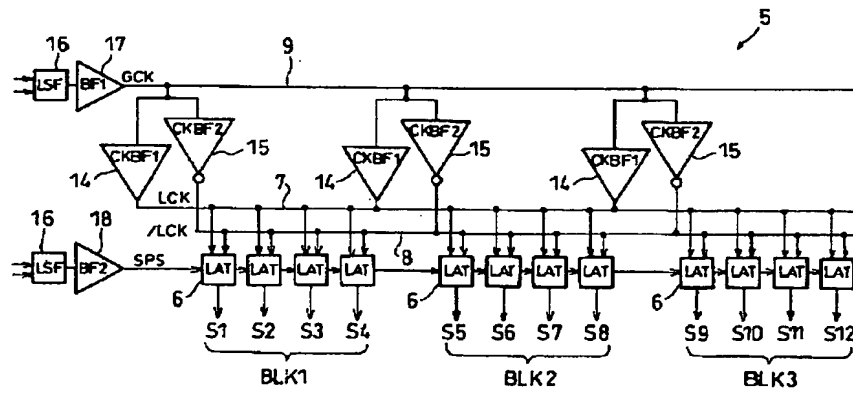 5
16 17 GCK 9
LSF BF1
CKBF1 CKBF2 CKBF1 CKBF2 CKBF1 CKBF2
14 15 14 15 14 15
LCK 7
16 18 /LCK 8
LSF BF2 SPS LAT LAT LAT LAT LAT LAT LAT LAT LAT LAT LAT LAT
6 6 6
S1 S2 S3 S4 S5 S6 S7 S8 S9 S10 S11 S12
BLK1 BLK2 BLK3